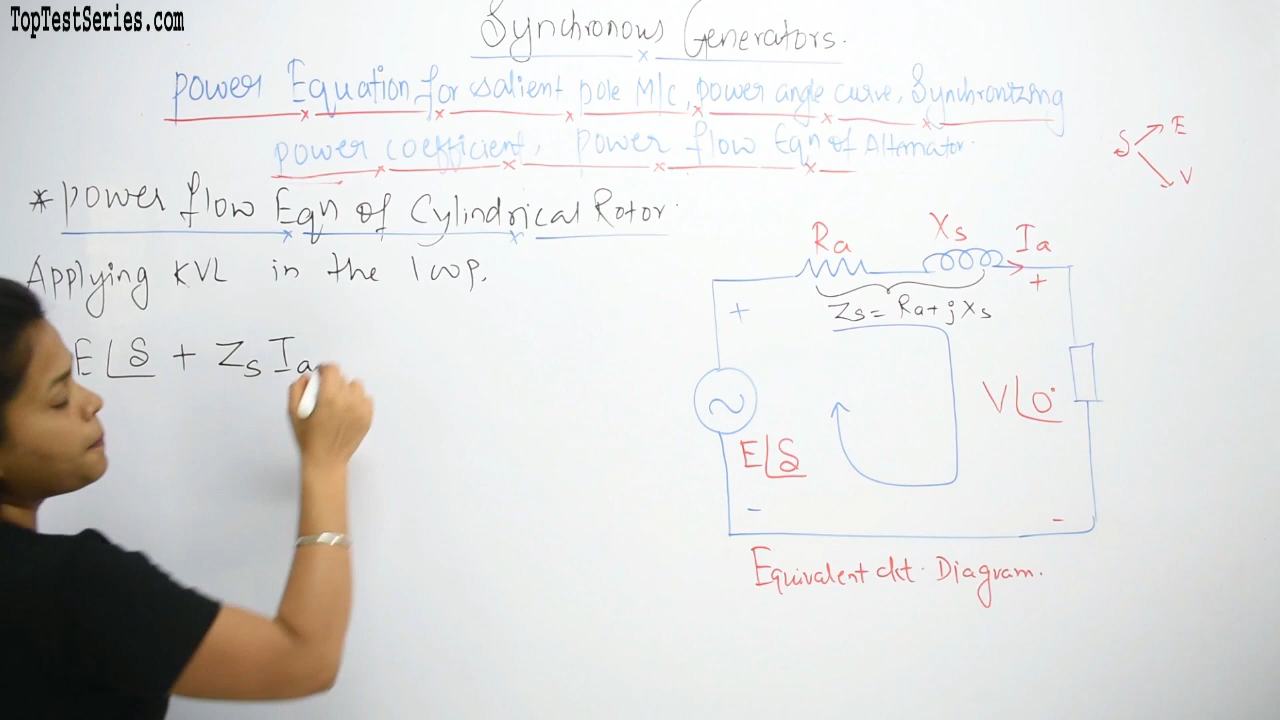 TopTestSeries.com
Synchronous Generators.
Power Equation for salient pole M/c, power angle curve, Synchronizing
power coefficient, power flow Eqn of Alternator.
* Power flow Eqn of Cylindrical Rotor.
Applying KVL in the loop,
E∠δ + Zs Ia
S E
V
Ra Xs Ia
+ +
Zs = Ra + j Xs
V∠0°
E∠δ
- -
Equivalent ckt. Diagram.